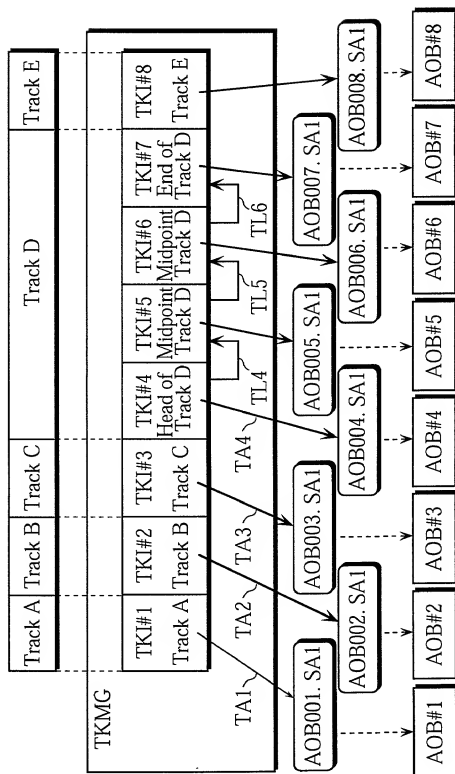 Track A
Track B
Track C
Track D
Track E
TKMG
TKI#1
Track A
TKI#2
Track B
TKI#3
Track C
TKI#4
Head of
Track D
TKI#5
Midpoint
Track D
TKI#6
Midpoint
Track D
TKI#7
End of
Track D
TKI#8
Track E
TL4
TL5
TL6
TA1
TA2
TA3
TA4
AOB001. SA1
AOB002. SA1
AOB003. SA1
AOB004. SA1
AOB005. SA1
AOB006. SA1
AOB007. SA1
AOB008. SA1
AOB#1
AOB#2
AOB#3
AOB#4
AOB#5
AOB#6
AOB#7
AOB#8